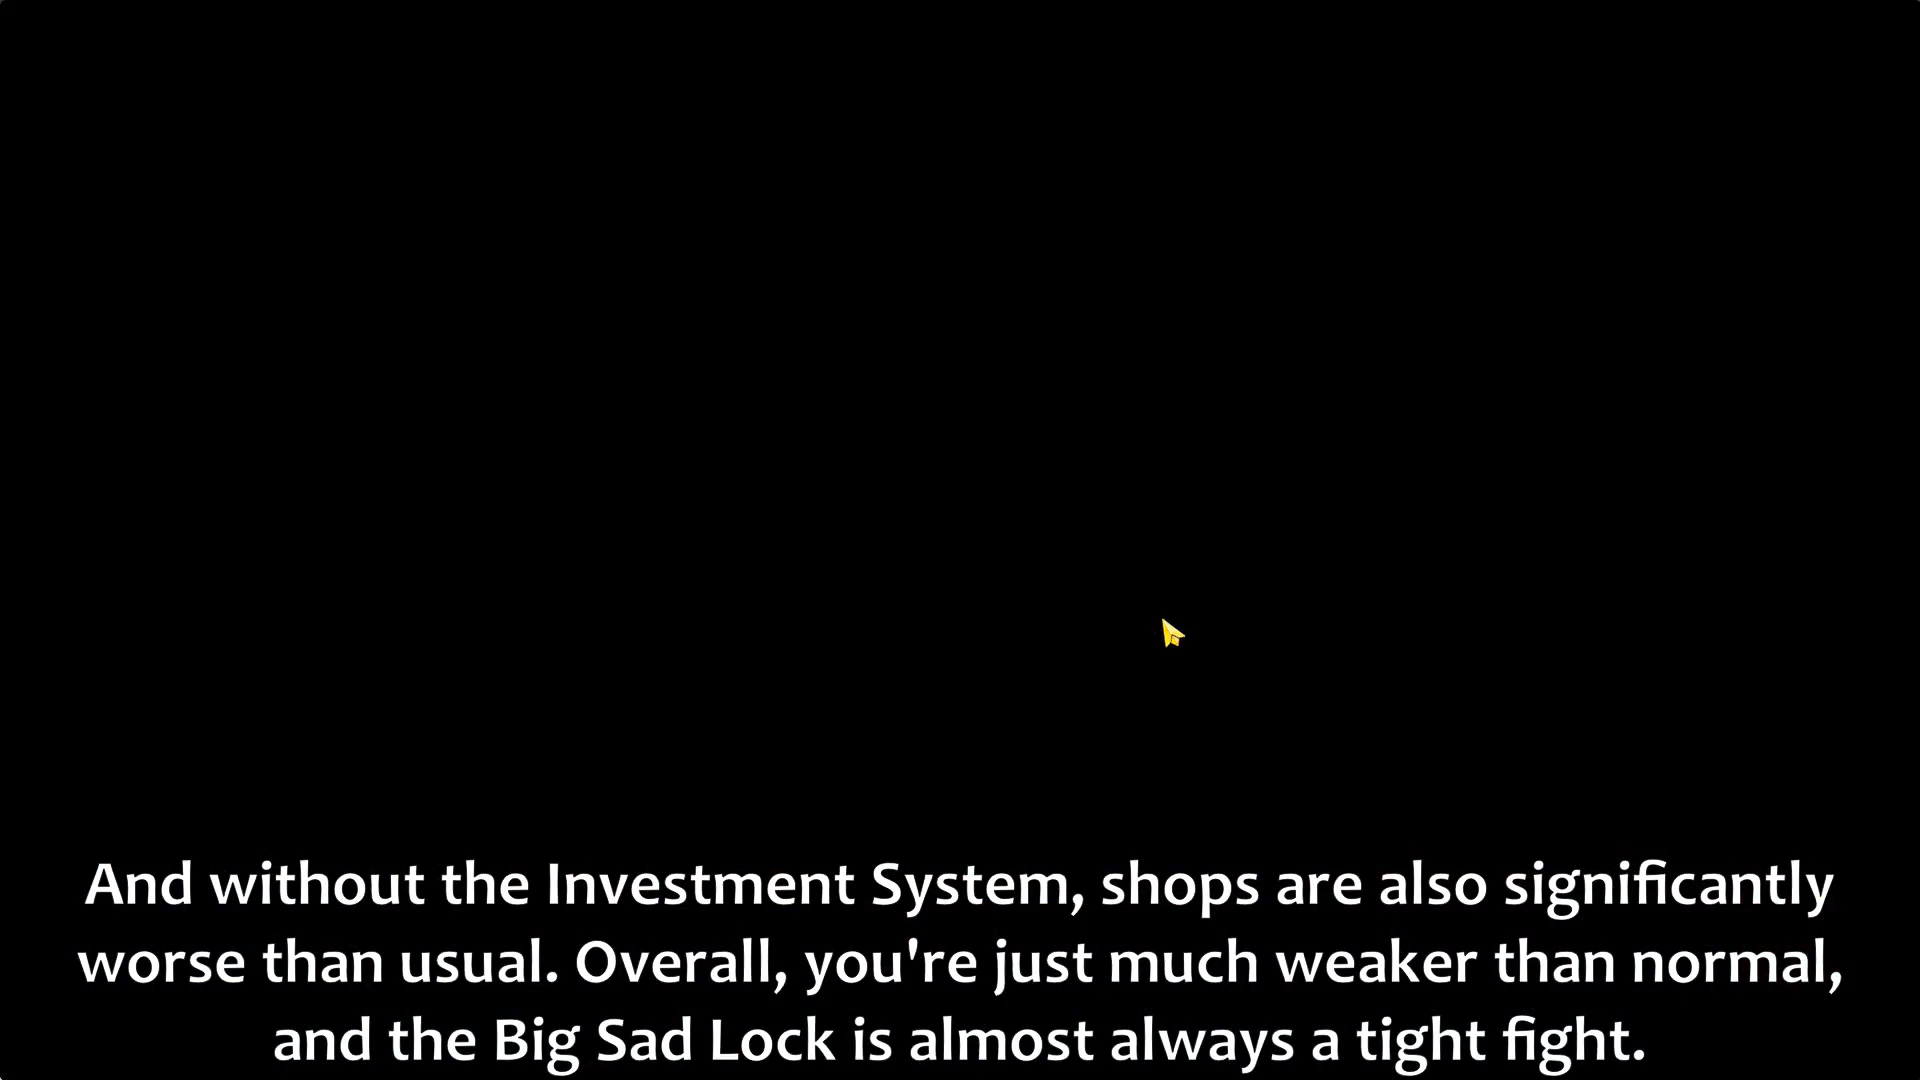 And without the Investment System, shops are also significantly
worse than usual. Overall, you're just much weaker than normal,
and the Big Sad Lock is almost always a tight fight.